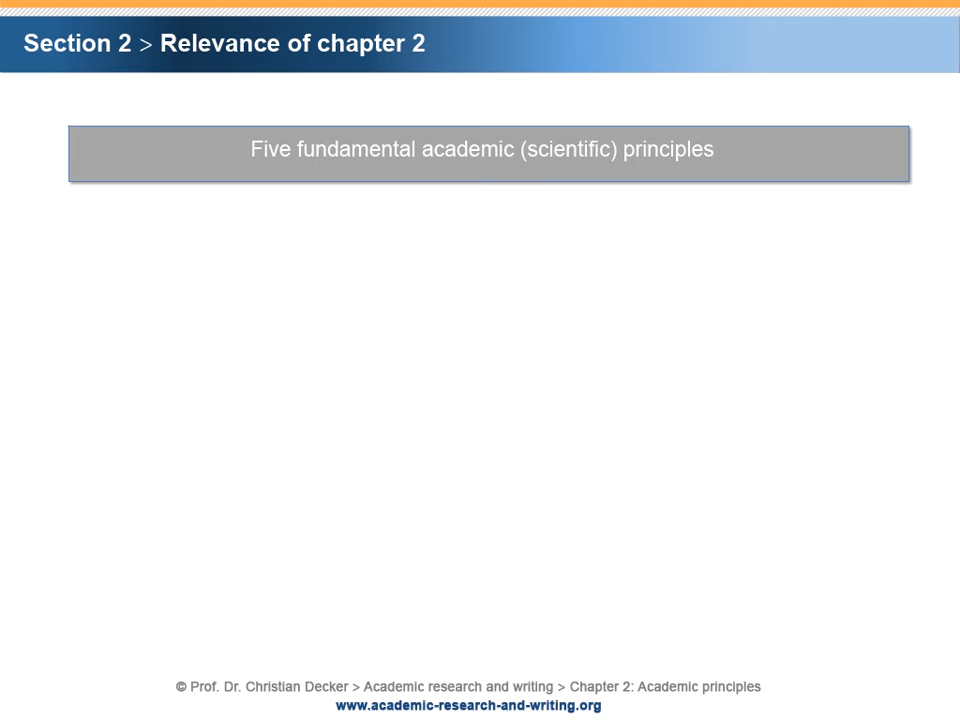 Section 2 > Relevance of chapter 2
Five fundamental academic (scientific) principles
© Prof. Dr. Christian Decker > Academic research and writing > Chapter 2: Academic principles
www.academic-research-and-writing.org